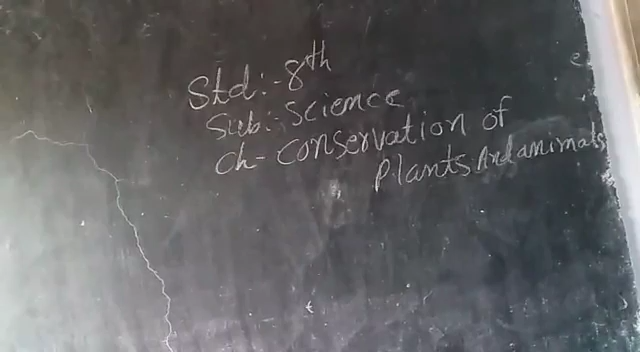 Std:- 8th
Sub:- Science
Ch- Conservation of
Plants And animals